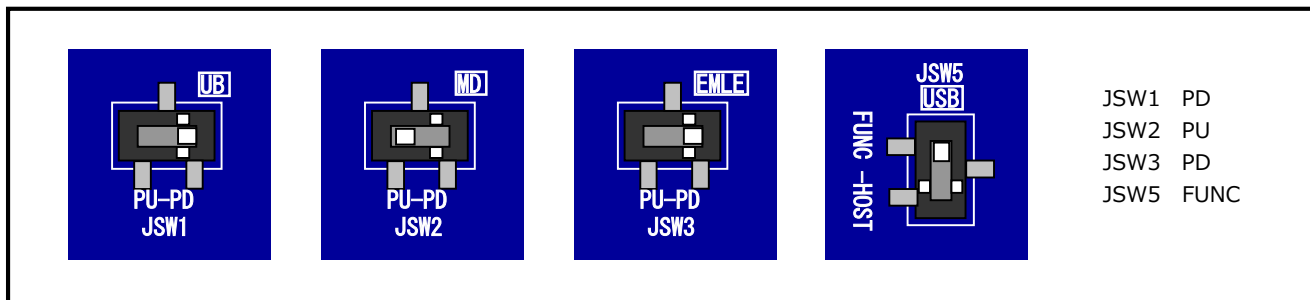 UB
PU-PD
JSW1
MD
PU-PD
JSW2
EMLE
PU-PD
JSW3
JSW5
USB
FUNC -HOST
JSW1 PD
JSW2 PU
JSW3 PD
JSW5 FUNC